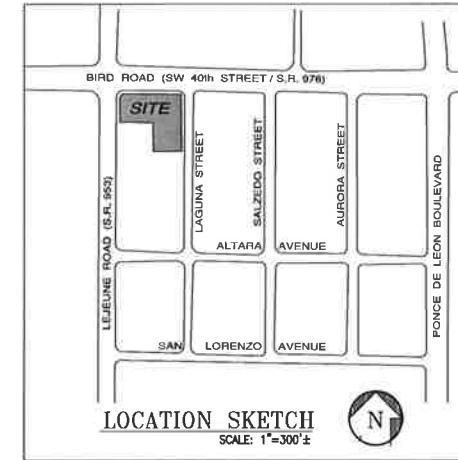 BIRD ROAD (SW 40th STREET / S.R. 976)
SITE
LEJEUNE ROAD (S.R. 953)
LAGUNA STREET
SALZEDO STREET
AURORA STREET
PONCE DE LEON BOULEVARD
ALTARA AVENUE
SAN LORENZO AVENUE
LOCATION SKETCH
N
SCALE: 1"=300'±